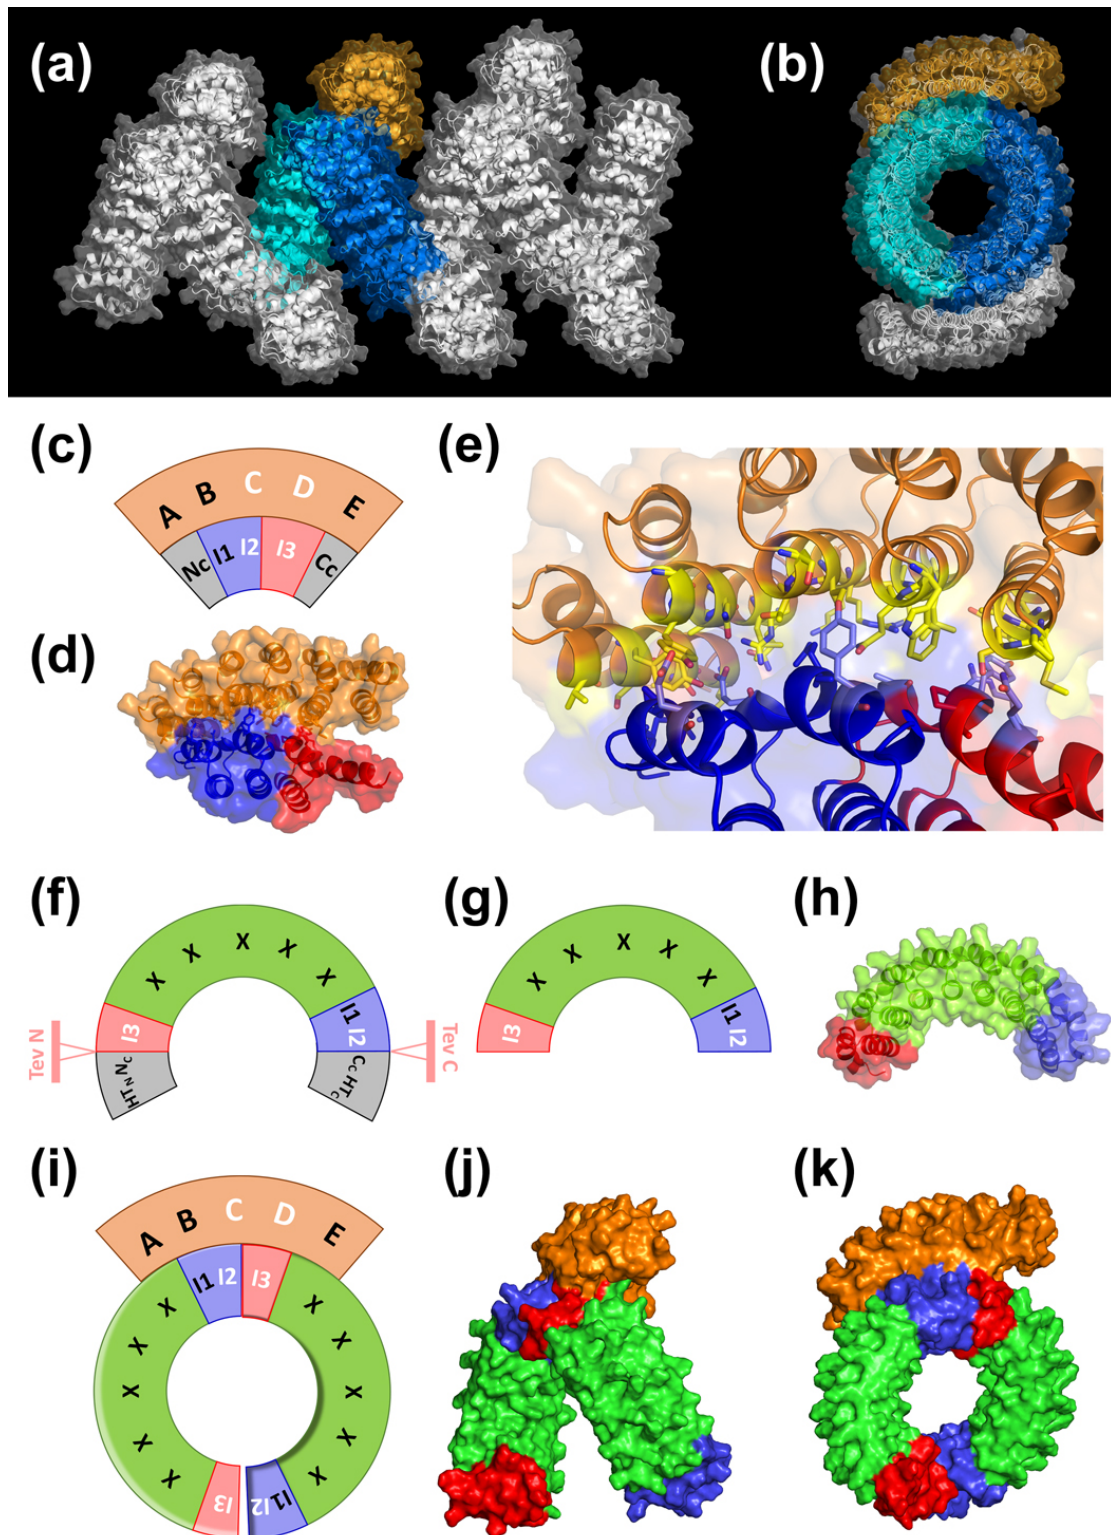 (a)
(b)
(c)
A B C D E
Nc I1 I2 I3 Cc
(d)
(e)
(f)
X X X X X
I3
I1
I2
Tev N
Tev C
HTN Nc
Cc HTC
(g)
X X X X X
I3
I1
I2
(h)
(i)
A B C D E
I1 I2 I3
X X
X X
X X
X X
X X
I3
I2 I1
(j)
(k)